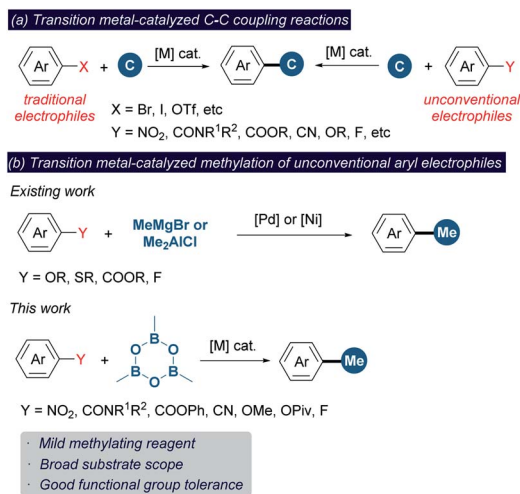 (a) Transition metal-catalyzed C-C coupling reactions
Ar X + C [M] cat. Ar C [M] cat. C + Ar Y
traditional electrophiles
X = Br, I, OTf, etc
Y = NO₂, CONR¹R², COOR, CN, OR, F, etc
unconventional electrophiles
(b) Transition metal-catalyzed methylation of unconventional aryl electrophiles
Existing work
Ar Y + MeMgBr or Me₂AlCl [Pd] or [Ni] Ar Me
Y = OR, SR, COOR, F
This work
Ar Y + B O B O B O [M] cat. Ar Me
Y = NO₂, CONR¹R², COOPh, CN, OMe, OPiv, F
· Mild methylating reagent
· Broad substrate scope
· Good functional group tolerance